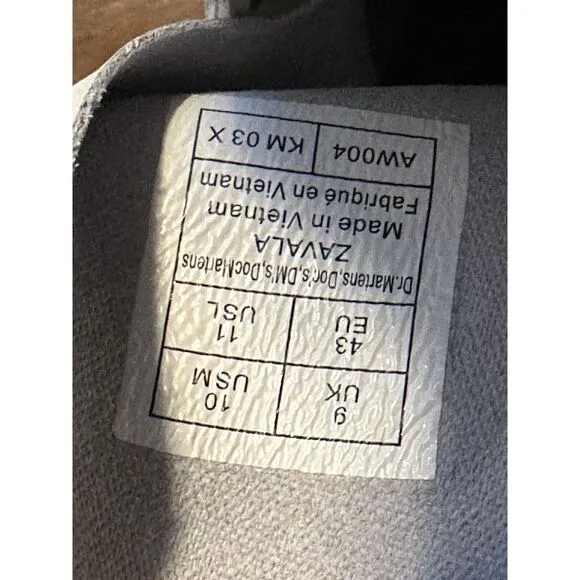 9 10
UK USM
43 11
EU USL
Dr.Martens,Doc's,DM's,DocMartens
ZAVALA
Made in Vietnam
Fabriqué en Vietnam
AW004 KM 03 X